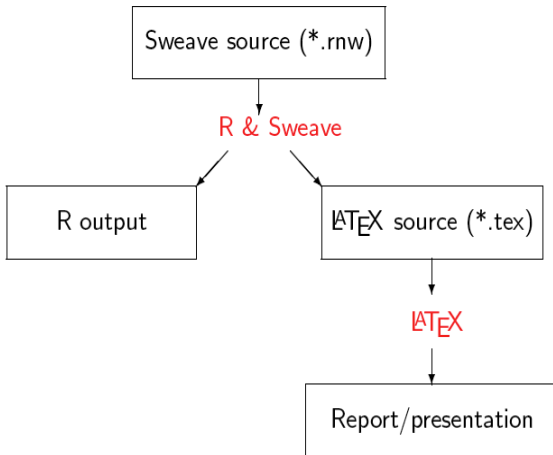 Sweave source (*.rnw)
R & Sweave
R output
LATEX source (*.tex)
LATEX
Report/presentation